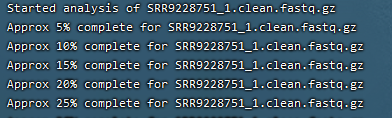 Started analysis of SRR9228751_1.clean.fastq.gz
Approx 5% complete for SRR9228751_1.clean.fastq.gz
Approx 10% complete for SRR9228751_1.clean.fastq.gz
Approx 15% complete for SRR9228751_1.clean.fastq.gz
Approx 20% complete for SRR9228751_1.clean.fastq.gz
Approx 25% complete for SRR9228751_1.clean.fastq.gz